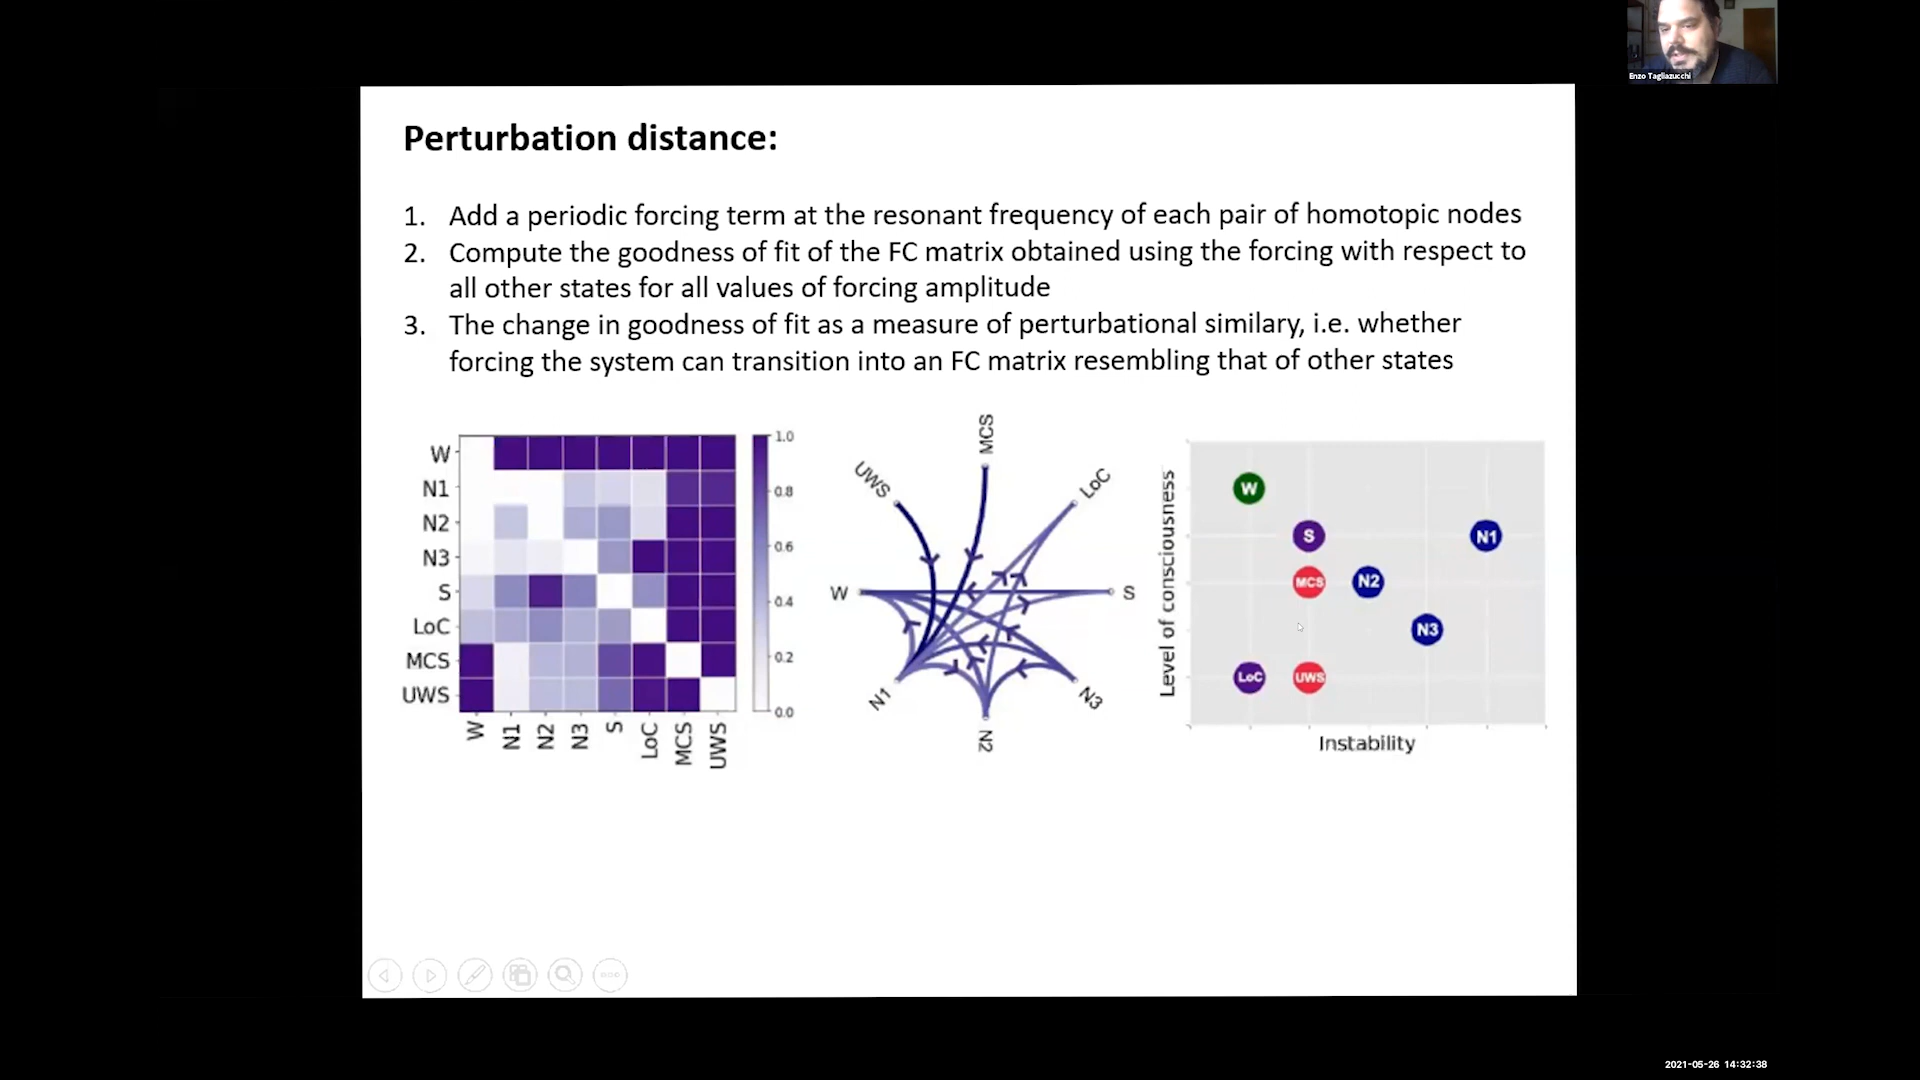 Enzo Tagliazucchi
Perturbation distance:
1. Add a periodic forcing term at the resonant frequency of each pair of homotopic nodes
2. Compute the goodness of fit of the FC matrix obtained using the forcing with respect to
all other states for all values of forcing amplitude
3. The change in goodness of fit as a measure of perturbational similary, i.e. whether
forcing the system can transition into an FC matrix resembling that of other states
W
N1
N2
N3
S
LoC
MCS
UWS
W N1 N2 N3 S LoC MCS UWS
1.0
0.8
0.6
0.4
0.2
0.0
MCS
UWS
LoC
W
S
N1
N3
N2
Level of consciousness
W
S
N1
MCS
N2
N3
LoC
UWS
Instability
2021-05-26 14:32:38